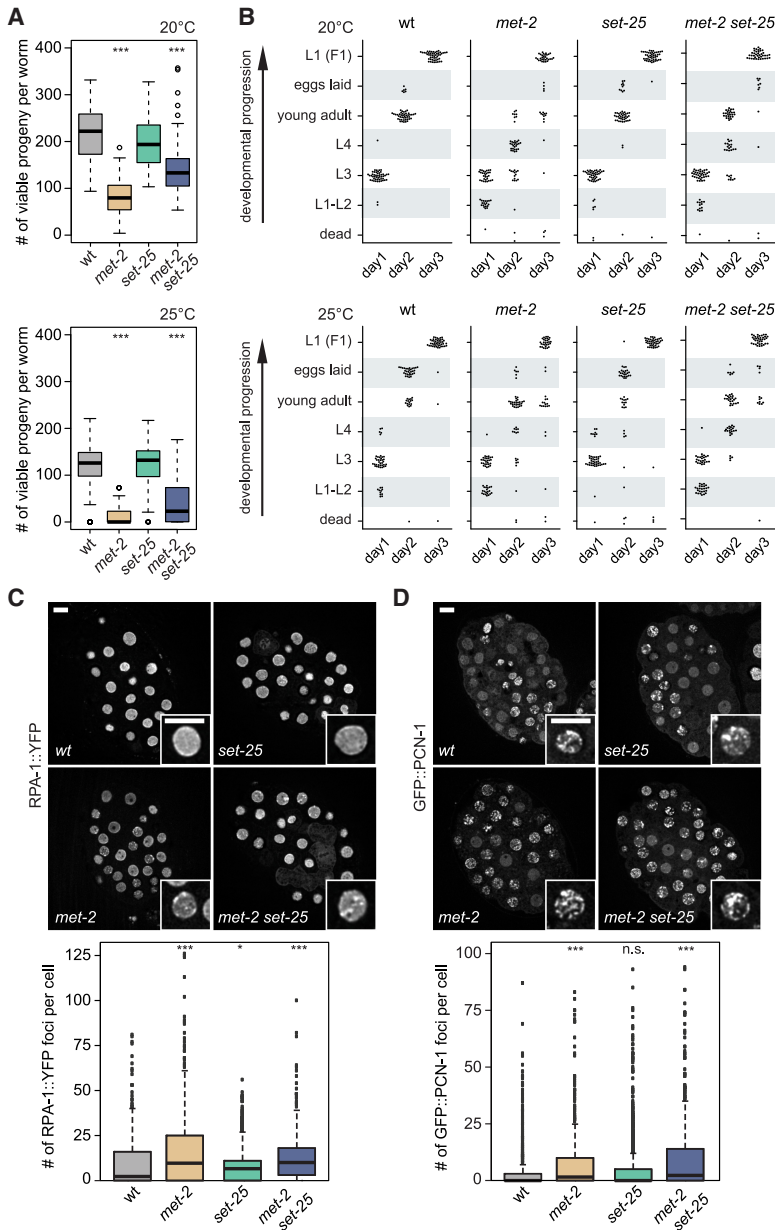 A
20°C
***
***
# of viable progeny per worm
400
300
200
100
0
wt
met-2
set-25
met-2 set-25
25°C
***
***
# of viable progeny per worm
400
300
200
100
0
wt
met-2
set-25
met-2 set-25
B
20°C
wt
met-2
set-25
met-2 set-25
developmental progression
L1 (F1)
eggs laid
young adult
L4
L3
L1-L2
dead
day1 day2 day3
day1 day2 day3
day1 day2 day3
day1 day2 day3
25°C
wt
met-2
set-25
met-2 set-25
developmental progression
L1 (F1)
eggs laid
young adult
L4
L3
L1-L2
dead
day1 day2 day3
day1 day2 day3
day1 day2 day3
day1 day2 day3
C
RPA-1::YFP
wt
set-25
met-2
met-2 set-25
*** * ***
# of RPA-1::YFP foci per cell
125
100
75
50
25
0
wt
met-2
set-25
met-2 set-25
D
GFP::PCN-1
wt
set-25
met-2
met-2 set-25
*** n.s. ***
# of GFP::PCN-1 foci per cell
100
75
50
25
0
wt
met-2
set-25
met-2 set-25